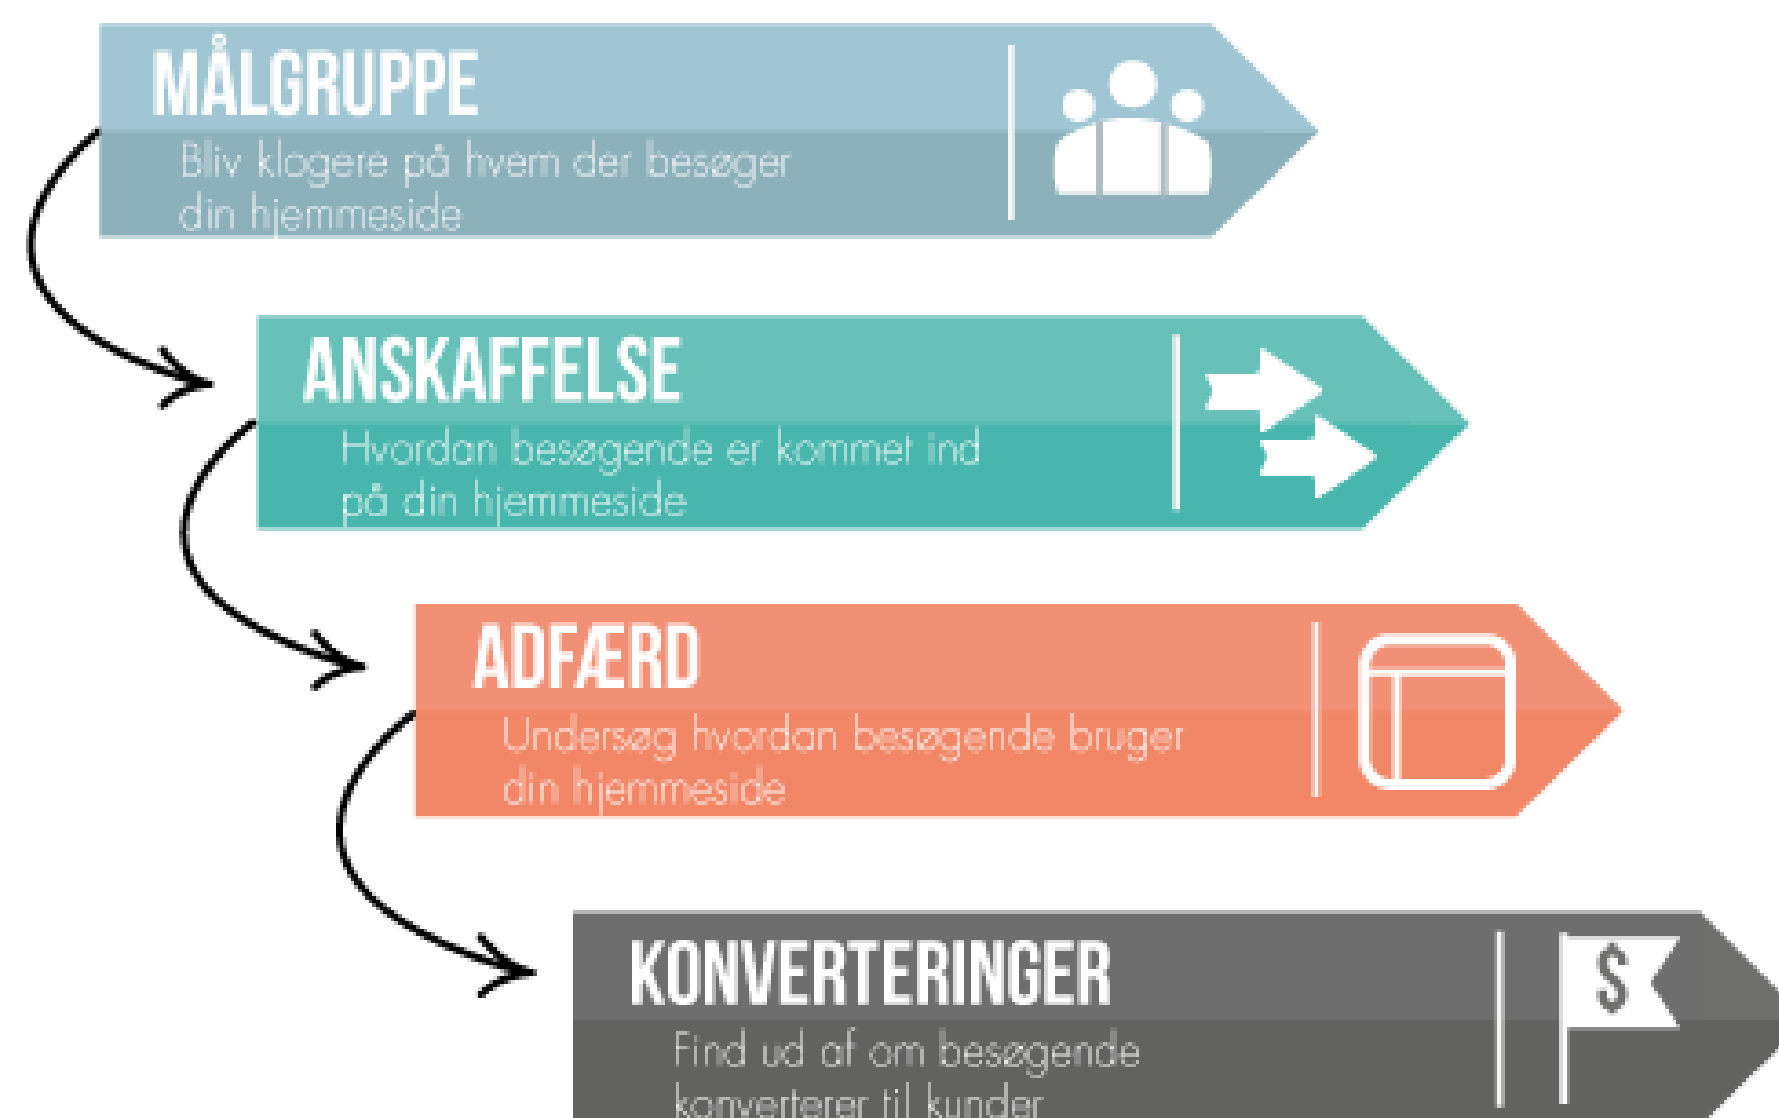 MÅLGRUPPE
Bliv klogere på hvem der besøger
din hjemmeside
ANSKAFFELSE
Hvordan besøgende er kommet ind
på din hjemmeside
ADFÆRD
Undersøg hvordan besøgende bruger
din hjemmeside
KONVERTERINGER
$
Find ud af om besøgende
konverterer til kunder